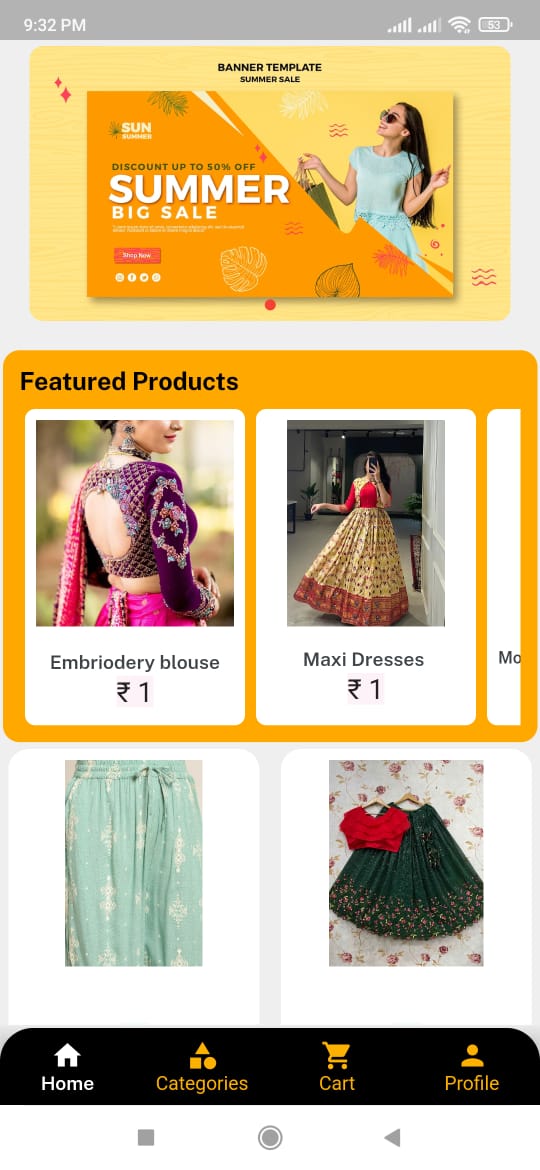 9:32 PM
53
BANNER TEMPLATE
SUMMER SALE
SUN
SUMMER
DISCOUNT UP TO 50% OFF
SUMMER
BIG SALE
Shop Now
Featured Products
Embriodery blouse
₹ 1
Maxi Dresses
₹ 1
Mo
Home
Categories
Cart
Profile